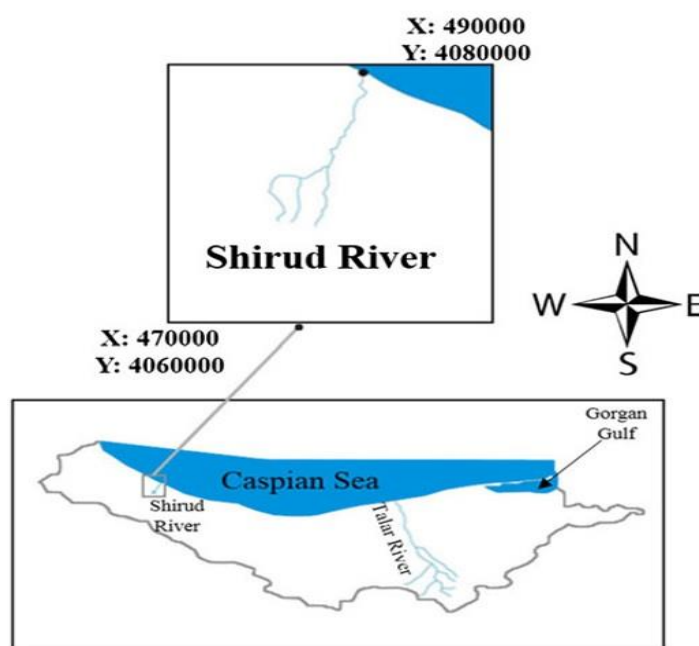 X: 490000
Y: 4080000
Shirud River
N
W
E
S
X: 470000
Y: 4060000
Gorgan
Gulf
Caspian Sea
Shirud
River
Talar River